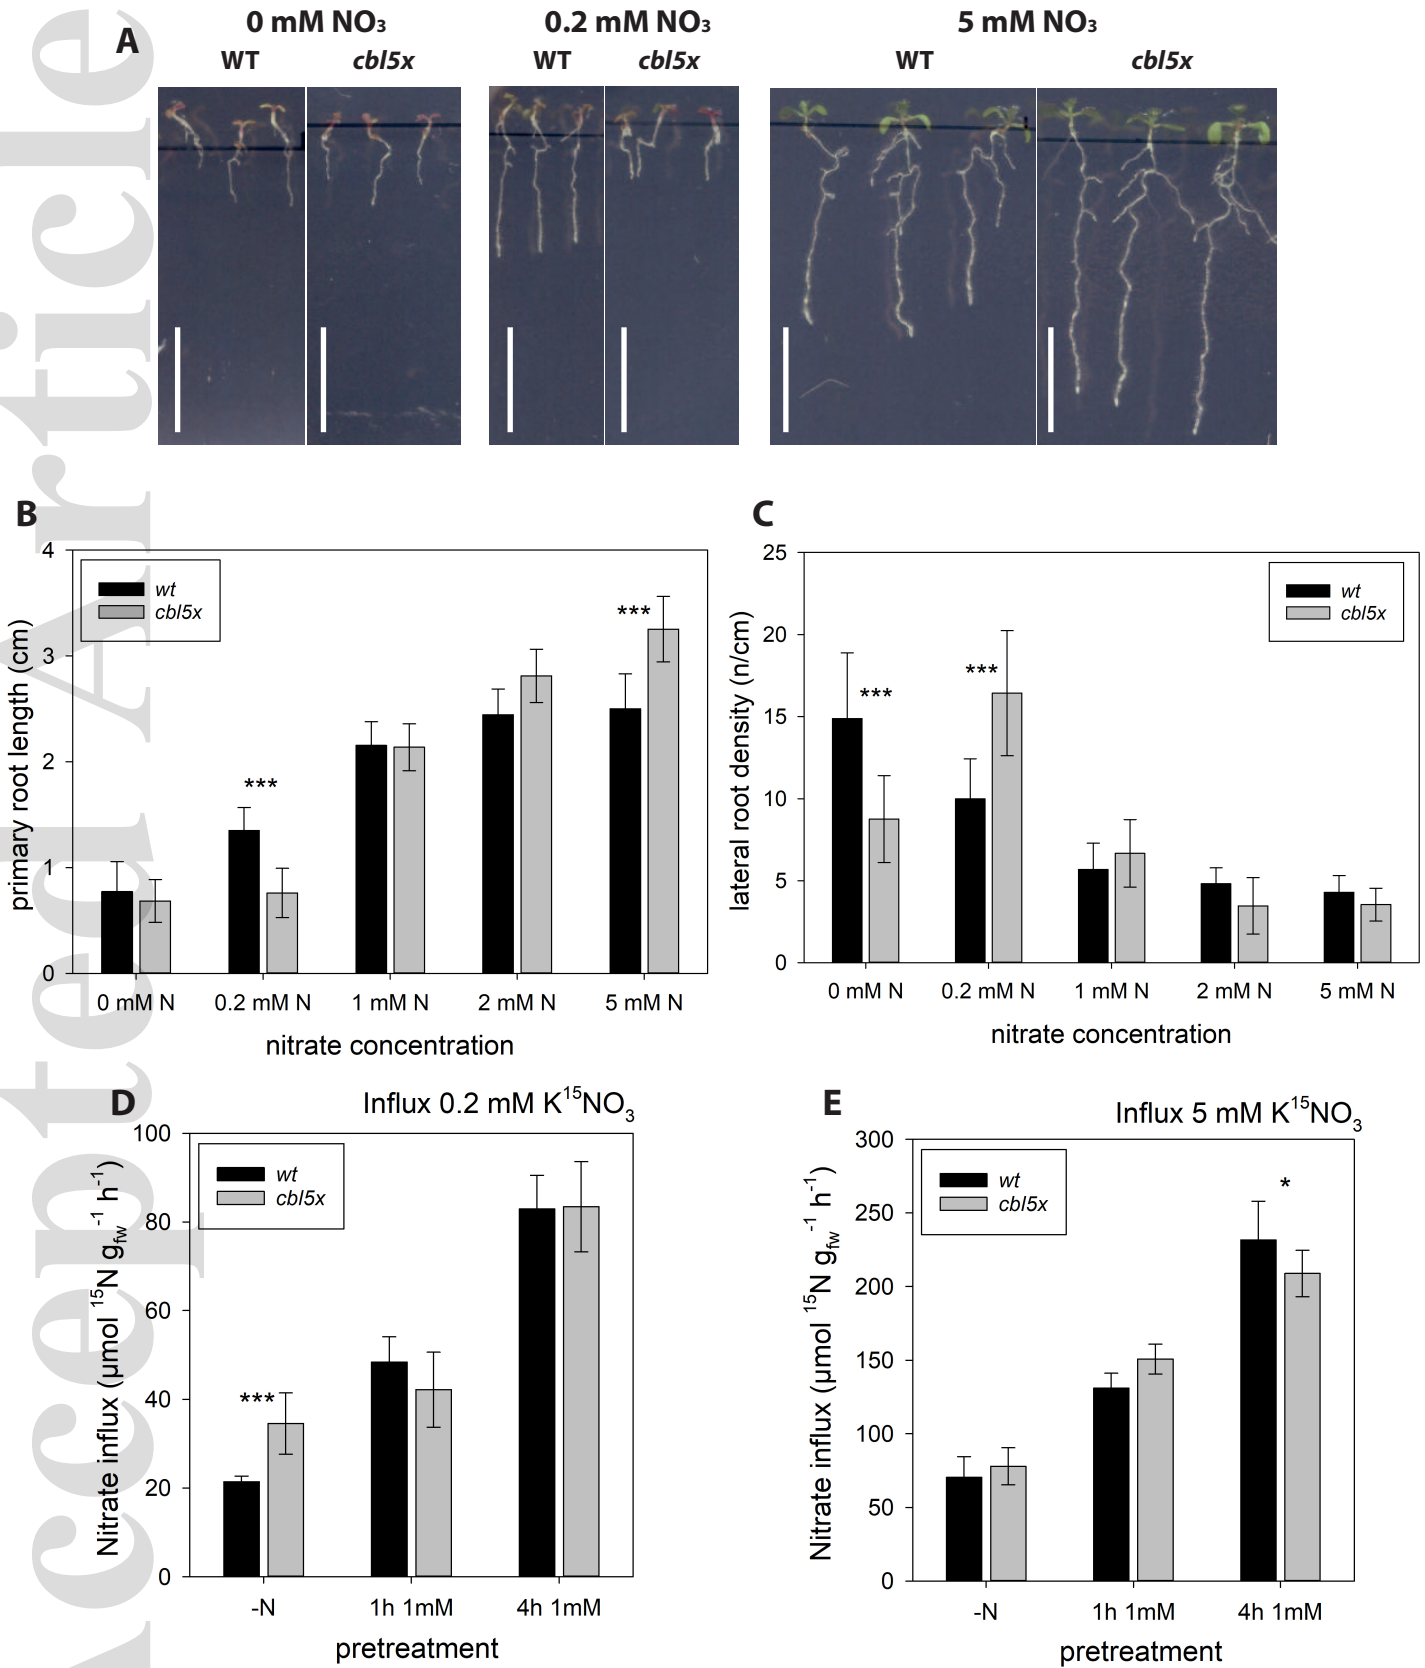 Accepted Article
A
0 mM NO3
0.2 mM NO3
5 mM NO3
WT
cbl5x
WT
cbl5x
WT
cbl5x
B
4
3
2
1
0
primary root length (cm)
wt
cbl5x
***
***
0 mM N
0.2 mM N
1 mM N
2 mM N
5 mM N
nitrate concentration
C
25
20
15
10
5
0
lateral root density (n/cm)
wt
cbl5x
***
***
0 mM N
0.2 mM N
1 mM N
2 mM N
5 mM N
nitrate concentration
D
Influx 0.2 mM K15NO3
100
80
60
40
20
0
Nitrate influx (µmol 15N gfw-1 h-1)
wt
cbl5x
***
-N
1h 1mM
4h 1mM
pretreatment
E
Influx 5 mM K15NO3
300
250
200
150
100
50
0
Nitrate influx (µmol 15N gfw-1 h-1)
wt
cbl5x
*
-N
1h 1mM
4h 1mM
pretreatment